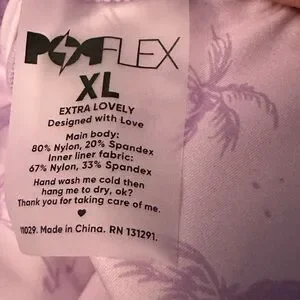 POPFLEX
XL
EXTRA LOVELY
Designed with Love
Main body:
80% Nylon, 20% Spandex
Inner liner fabric:
67% Nylon, 33% Spandex
Hand wash me cold then
hang me to dry, ok?
Thank you for taking care of me.
♥
11029. Made in China. RN 131291.